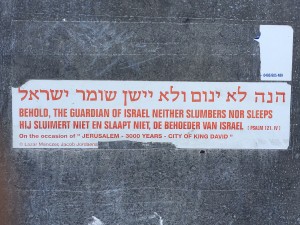 הנה לא ינום ולא יישן שומר ישראל
BEHOLD, THE GUARDIAN OF ISRAEL NEITHER SLUMBERS NOR SLEEPS
HIJ SLUIMERT NIET EN SLAAPT NIET, DE BEHOEDER VAN ISRAEL (PSALM 121, IV)
On the occasion of "JERUSALEM - 3000 YEARS - CITY OF KING DAVID"
Jacob